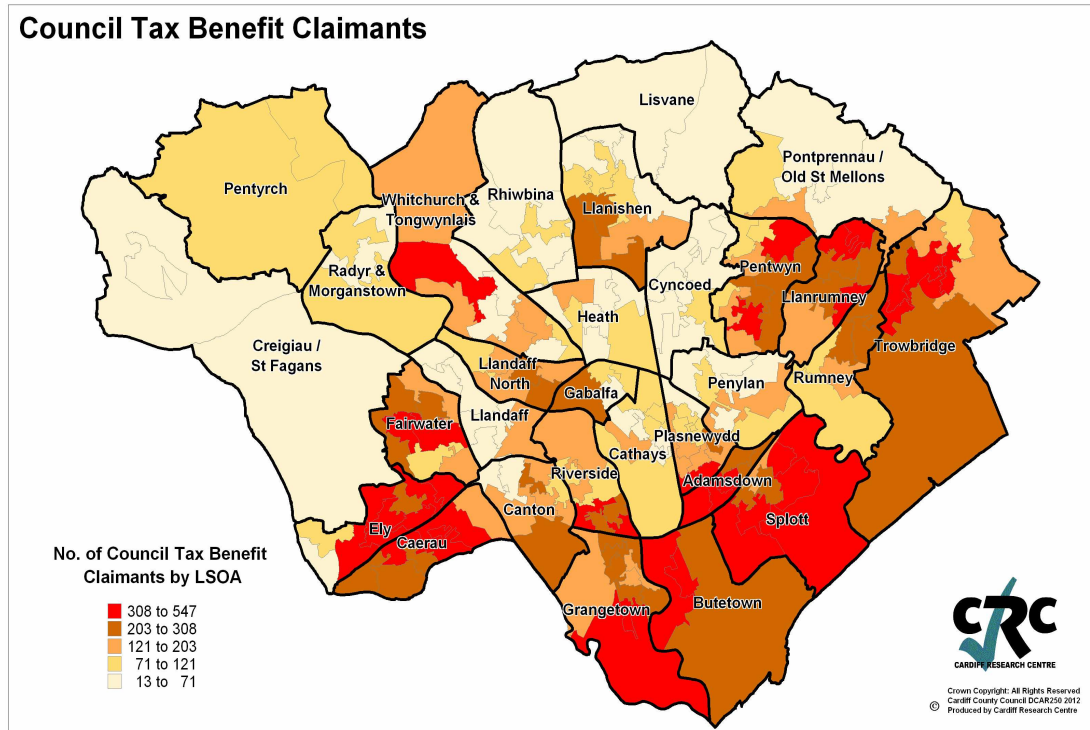 Council Tax Benefit Claimants
Lisvane
Pontprennau /
Old St Mellons
Pentyrch
Whitchurch &
Tongwynlais
Rhiwbina
Llanishen
Radyr &
Morganstown
Pentwyn
Cyncoed
Llanrumney
Heath
Trowbridge
Creigiau /
St Fagans
Llandaff
North
Gabalfa
Penylan
Rumney
Fairwater
Llandaff
Plasnewydd
Cathays
Riverside
Adamsdown
Canton
Splott
Ely
Caerau
Grangetown
Butetown
No. of Council Tax Benefit
Claimants by LSOA
308 to 547
203 to 308
121 to 203
71 to 121
13 to 71
CRC
CARDIFF RESEARCH CENTRE
Crown Copyright: All Rights Reserved
Cardiff County Council DCAR250 2012
© Produced by Cardiff Research Centre